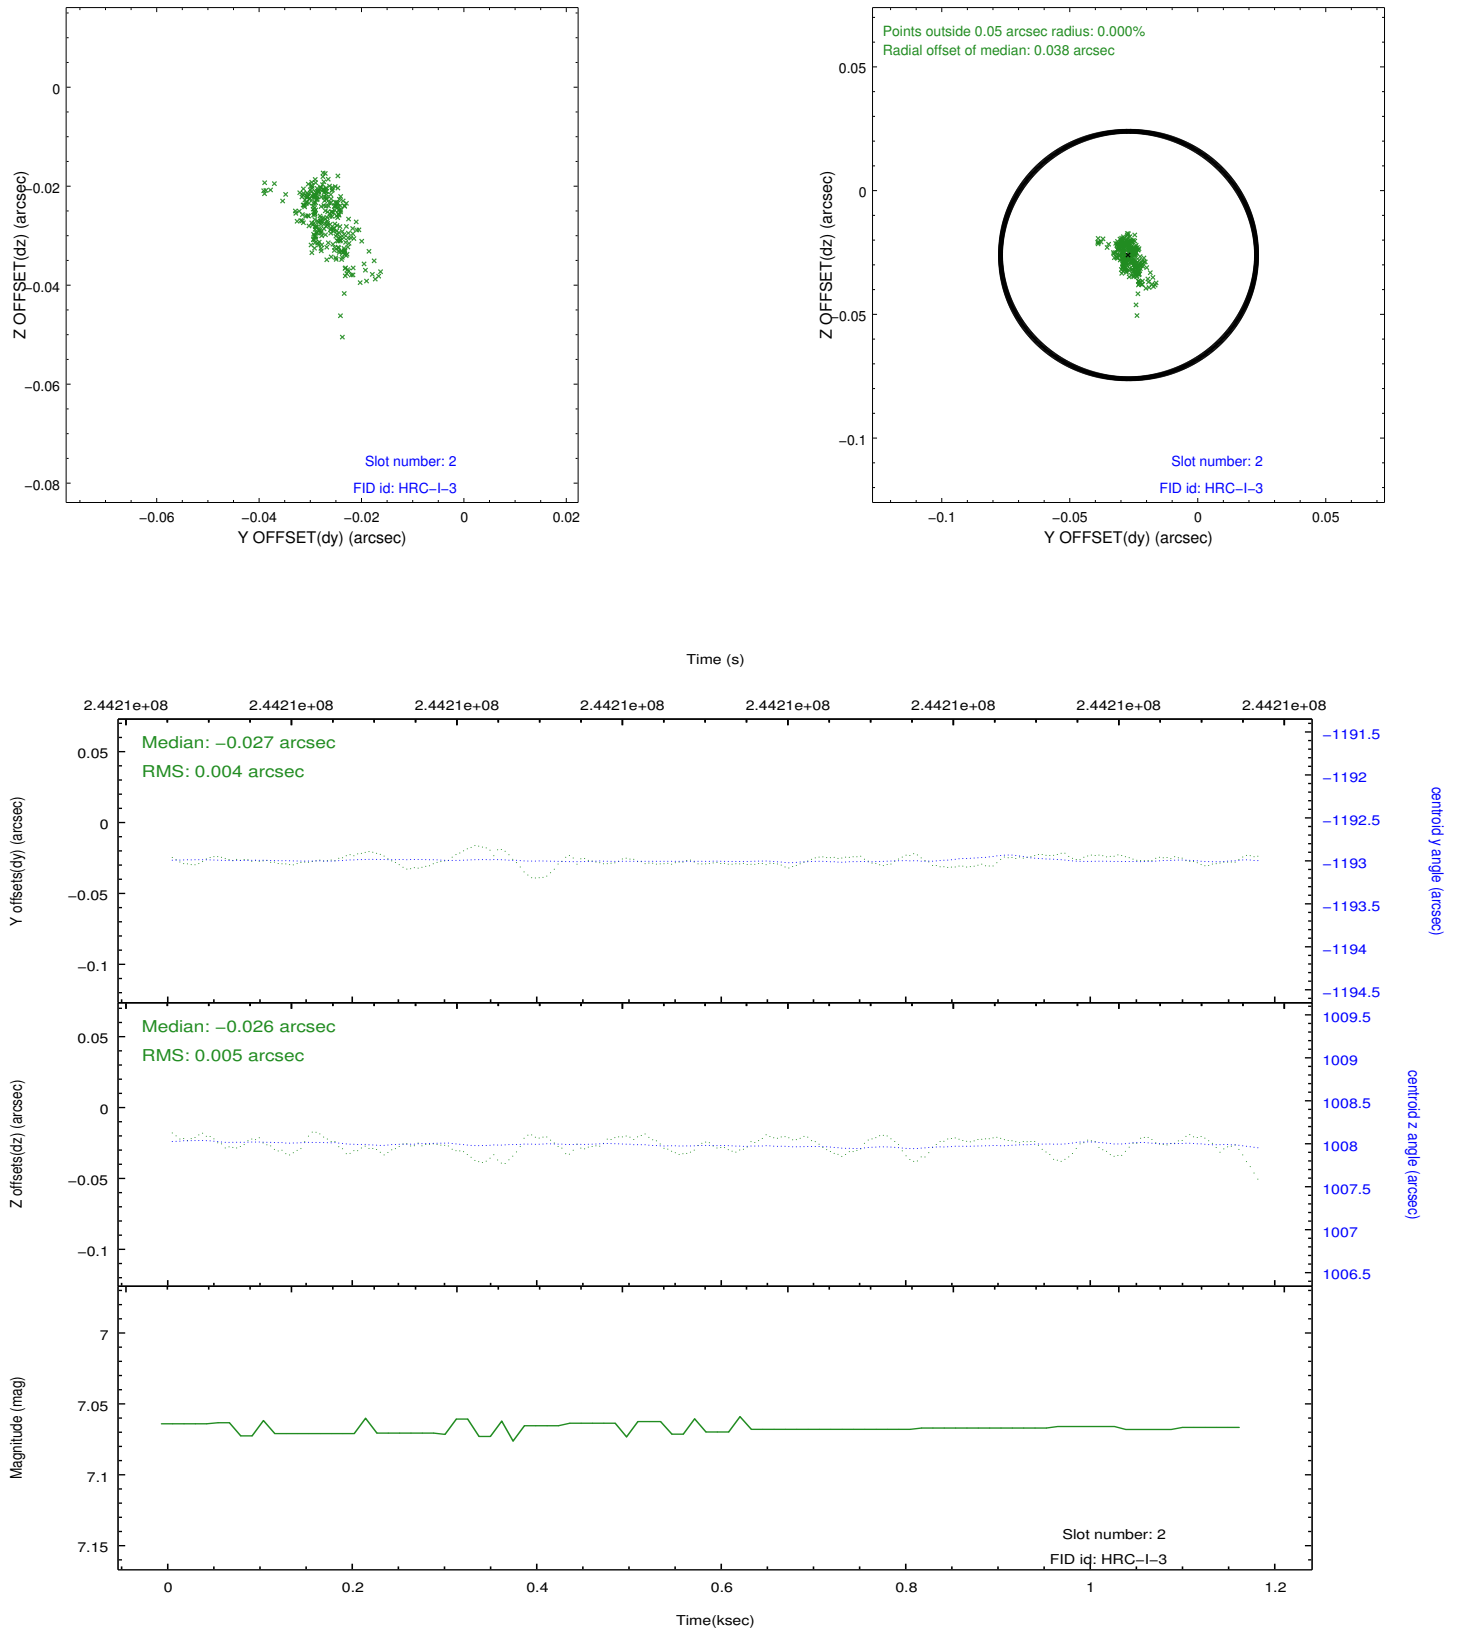 0
−0.02
−0.04
−0.06
−0.08
Z OFFSET(dz) (arcsec)
Slot number: 2
FID id: HRC−I−3
−0.06
−0.04
−0.02
0
0.02
Y OFFSET(dy) (arcsec)
Points outside 0.05 arcsec radius: 0.000%
Radial offset of median: 0.038 arcsec
0.05
0
−0.05
−0.1
Z OFFSET(dz) (arcsec)
Slot number: 2
FID id: HRC−I−3
−0.1
−0.05
0
0.05
Y OFFSET(dy) (arcsec)
Time (s)
2.4421e+08
2.4421e+08
2.4421e+08
2.4421e+08
2.4421e+08
2.4421e+08
2.4421e+08
2.4421e+08
Median: −0.027 arcsec
RMS: 0.004 arcsec
0.05
0
−0.05
−0.1
Y offsets(dy) (arcsec)
−1191.5
−1192
−1192.5
−1193
−1193.5
−1194
−1194.5
centroid y angle (arcsec)
Median: −0.026 arcsec
RMS: 0.005 arcsec
0.05
0
−0.05
−0.1
Z offsets(dz) (arcsec)
1009.5
1009
1008.5
1008
1007.5
1007
1006.5
centroid z angle (arcsec)
7
7.05
7.1
7.15
Magnitude (mag)
Slot number: 2
FID id: HRC−I−3
0
0.2
0.4
0.6
0.8
1
1.2
Time(ksec)